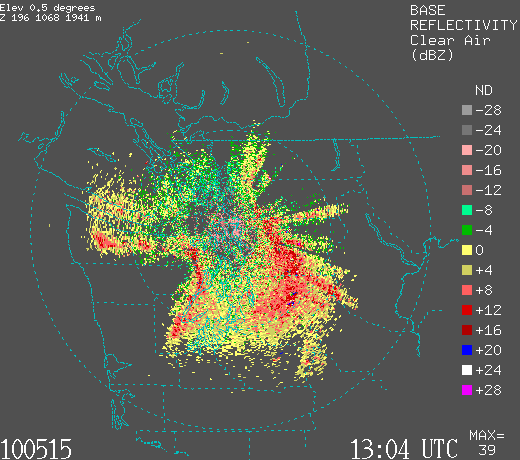 Elev 0.5 degrees
Z 196 1068 1941 m
BASE
REFLECTIVITY
Clear Air
(dBZ)
ND
-28
-24
-20
-16
-12
-8
-4
0
+4
+8
+12
+16
+20
+24
+28
MAX=
39
100515
13:04 UTC